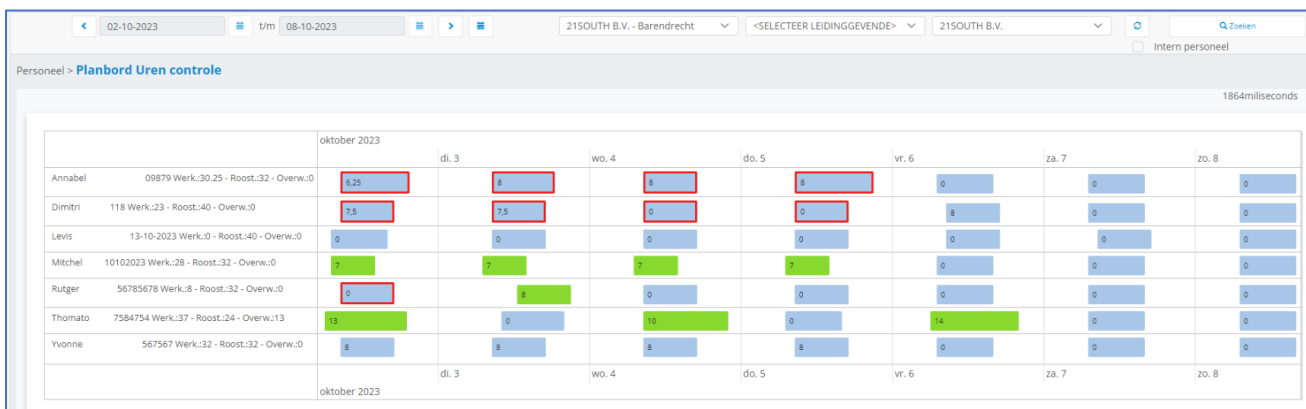 02-10-2023 t/m 08-10-2023 21SOUTH B.V. - Barendrecht <SELECTEER LEIDINGGEVENDE> 21SOUTH B.V. Zoeken
Intern personeel
Personeel > Planbord Uren controle
1864miliseconds
oktober 2023
di. 3 wo. 4 do. 5 vr. 6 za. 7 zo. 8
Annabel 09879 Werk.:30.25 - Roost.:32 - Overw.:0 6,25 8 8 8 0 0 0
Dimitri 118 Werk.:23 - Roost.:40 - Overw.:0 7,5 7,5 0 0 8 0 0
Levis 13-10-2023 Werk.:0 - Roost.:40 - Overw.:0 0 0 0 0 0 0 0
Mitchel 10102023 Werk.:28 - Roost.:32 - Overw.:0 7 7 7 7 0 0 0
Rutger 56785678 Werk.:8 - Roost.:32 - Overw.:0 0 8 0 0 0 0 0
Thomato 7584754 Werk.:37 - Roost.:24 - Overw.:13 13 0 10 0 14 0 0
Yvonne 567567 Werk.:32 - Roost.:32 - Overw.:0 8 8 8 8 0 0 0
di. 3 wo. 4 do. 5 vr. 6 za. 7 zo. 8
oktober 2023